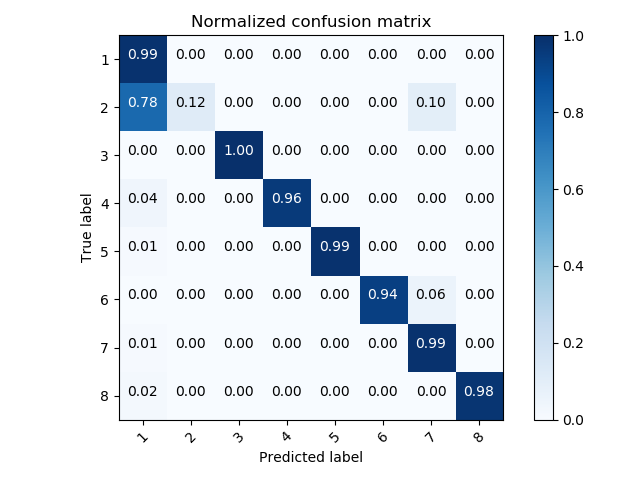 Normalized confusion matrix
True label
1 0.99 0.00 0.00 0.00 0.00 0.00 0.00 0.00
2 0.78 0.12 0.00 0.00 0.00 0.00 0.10 0.00
3 0.00 0.00 1.00 0.00 0.00 0.00 0.00 0.00
4 0.04 0.00 0.00 0.96 0.00 0.00 0.00 0.00
5 0.01 0.00 0.00 0.00 0.99 0.00 0.00 0.00
6 0.00 0.00 0.00 0.00 0.00 0.94 0.06 0.00
7 0.01 0.00 0.00 0.00 0.00 0.00 0.99 0.00
8 0.02 0.00 0.00 0.00 0.00 0.00 0.00 0.98
1 2 3 4 5 6 7 8
Predicted label
1.0
0.8
0.6
0.4
0.2
0.0